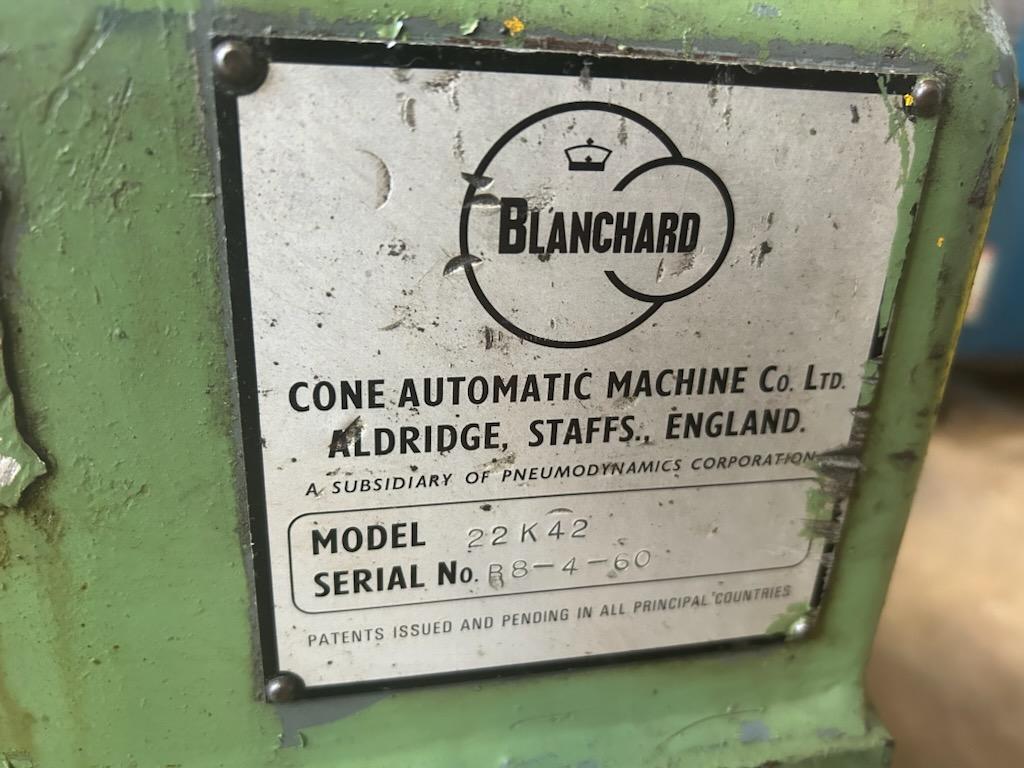 BLANCHARD
CONE AUTOMATIC MACHINE CO. LTD.
ALDRIDGE, STAFFS., ENGLAND.
A SUBSIDIARY OF PNEUMODYNAMICS CORPORATION
MODEL 22K42
SERIAL No. B8-4-60
PATENTS ISSUED AND PENDING IN ALL PRINCIPAL COUNTRIES